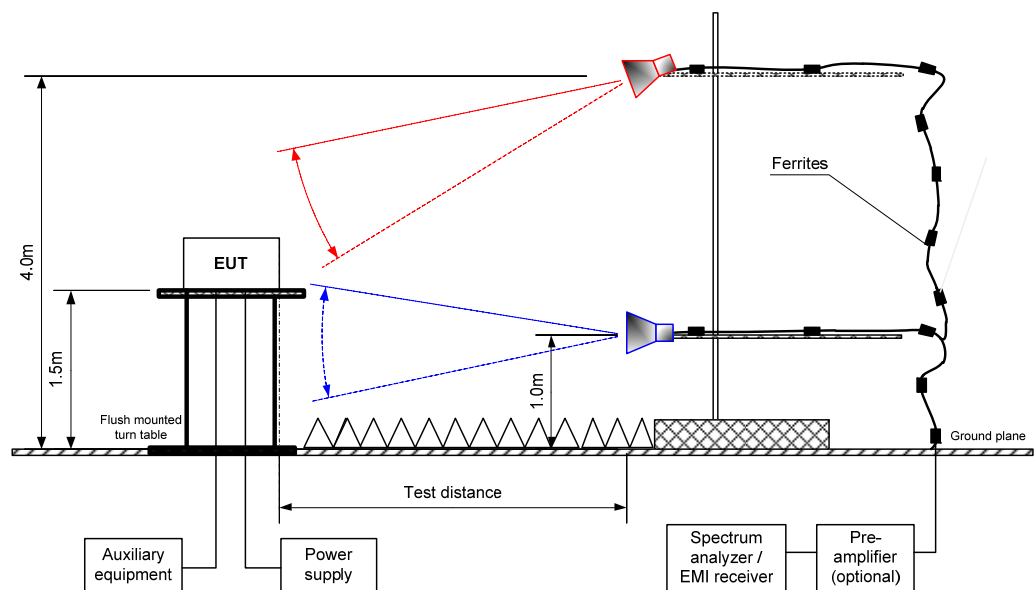 Ferrites
EUT
4.0m
1.5m
1.0m
Flush mounted
turn table
Ground plane
Test distance
Auxiliary
equipment
Power
supply
Spectrum
analyzer /
EMI receiver
Pre-
amplifier
(optional)